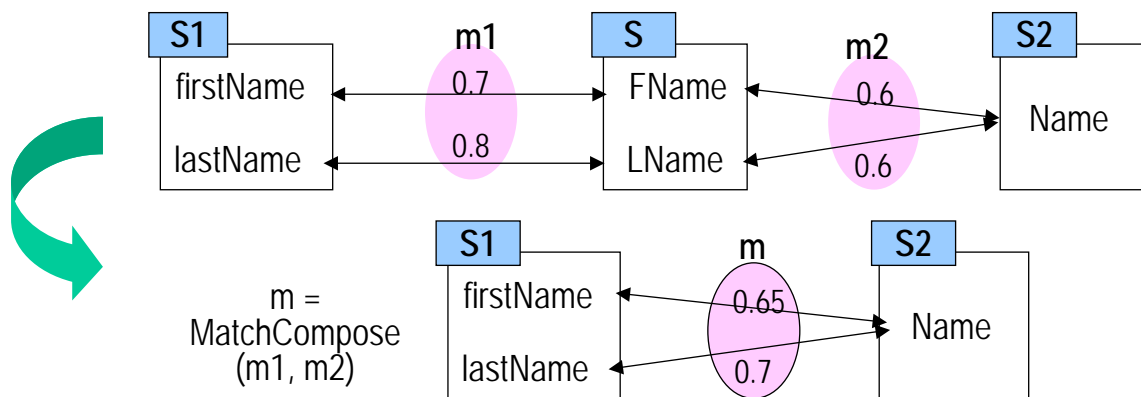 S1
m1
S
m2
S2
firstName
0.7
FName
0.6
Name
lastName
0.8
LName
0.6
S1
m
S2
m =
MatchCompose
(m1, m2)
firstName
0.65
Name
lastName
0.7